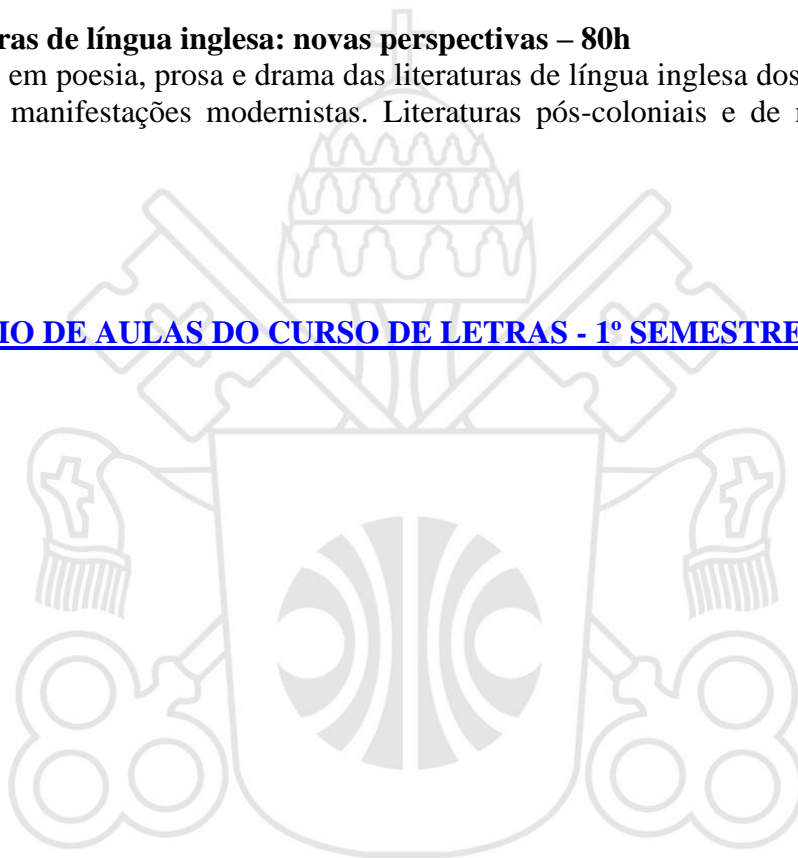 ras de língua inglesa: novas perspectivas – 80h
em poesia, prosa e drama das literaturas de língua inglesa dos
manifestações modernistas. Literaturas pós-coloniais e de
IO DE AULAS DO CURSO DE LETRAS - 1º SEMESTRE